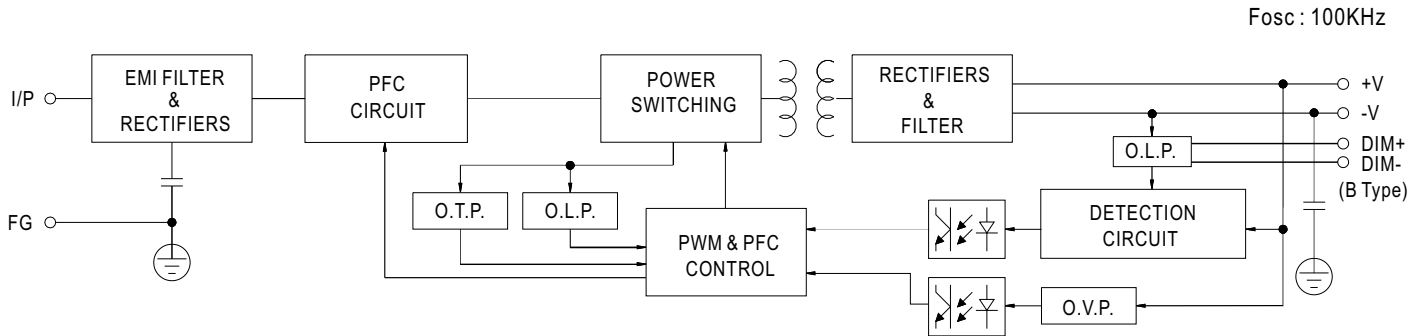 Fosc : 100KHz
I/P
EMI FILTER
&
RECTIFIERS
PFC
CIRCUIT
POWER
SWITCHING
RECTIFIERS
&
FILTER
+V
-V
DIM+
DIM-
(B Type)
O.L.P.
FG
O.T.P.
O.L.P.
PWM & PFC
CONTROL
DETECTION
CIRCUIT
O.V.P.